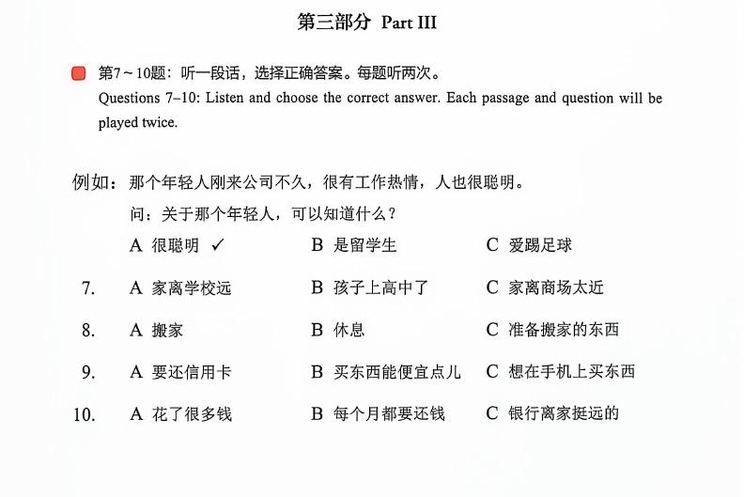 第三部分 Part III
第7~10题：听一段话，选择正确答案。每题听两次。
Questions 7–10: Listen and choose the correct answer. Each passage and question will be
played twice.
例如：那个年轻人刚来公司不久，很有工作热情，人也很聪明。
问：关于那个年轻人，可以知道什么？
A 很聪明 ✓ B 是留学生 C 爱踢足球
7. A 家离学校远 B 孩子上高中了 C 家离商场太近
8. A 搬家 B 休息 C 准备搬家的东西
9. A 要还信用卡 B 买东西能便宜点儿 C 想在手机上买东西
10. A 花了很多钱 B 每个月都要还钱 C 银行离家挺远的